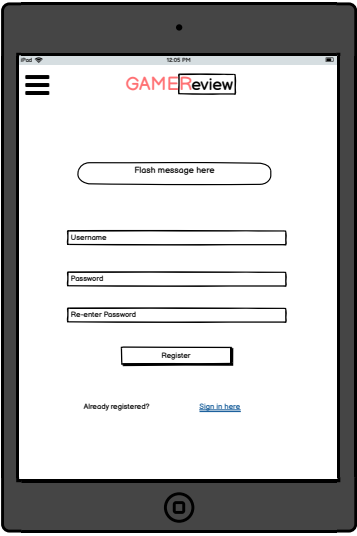 iPad 12:05 PM
GAMEReview
Flash message here
Username
Password
Re-enter Password
Register
Already registered? Sign in here